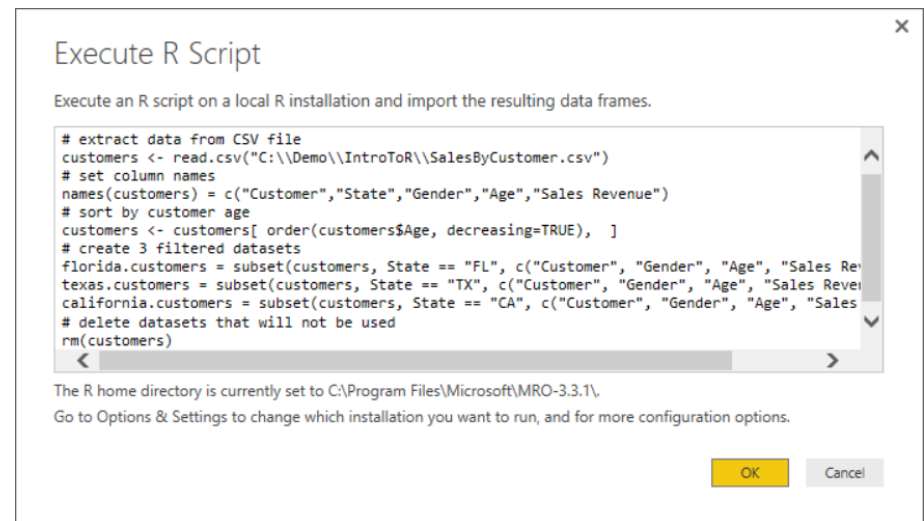 Execute R Script
Execute an R script on a local R installation and import the resulting data frames.
# extract data from CSV file
customers <- read.csv("C:\\Demo\\IntroToR\\SalesByCustomer.csv")
# set column names
names(customers) = c("Customer","State","Gender","Age","Sales Revenue")
# sort by customer age
customers <- customers[ order(customers$Age, decreasing=TRUE),  ]
# create 3 filtered datasets
florida.customers = subset(customers, State == "FL", c("Customer", "Gender", "Age", "Sales Re
texas.customers = subset(customers, State == "TX", c("Customer", "Gender", "Age", "Sales Reve
california.customers = subset(customers, State == "CA", c("Customer", "Gender", "Age", "Sales
# delete datasets that will not be used
rm(customers)
The R home directory is currently set to C:\Program Files\Microsoft\MRO-3.3.1\.
Go to Options & Settings to change which installation you want to run, and for more configuration options.
OK
Cancel